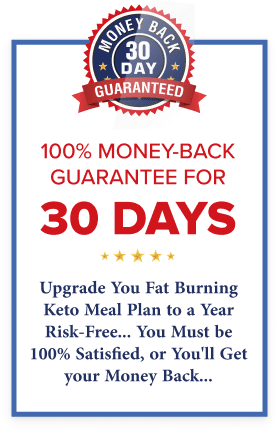 MONEY BACK
30
DAY
GUARANTEED
100% MONEY-BACK
GUARANTEE FOR
30 DAYS
Upgrade You Fat Burning
Keto Meal Plan to a Year
Risk-Free... You Must be
100% Satisfied, or You'll Get
your Money Back...